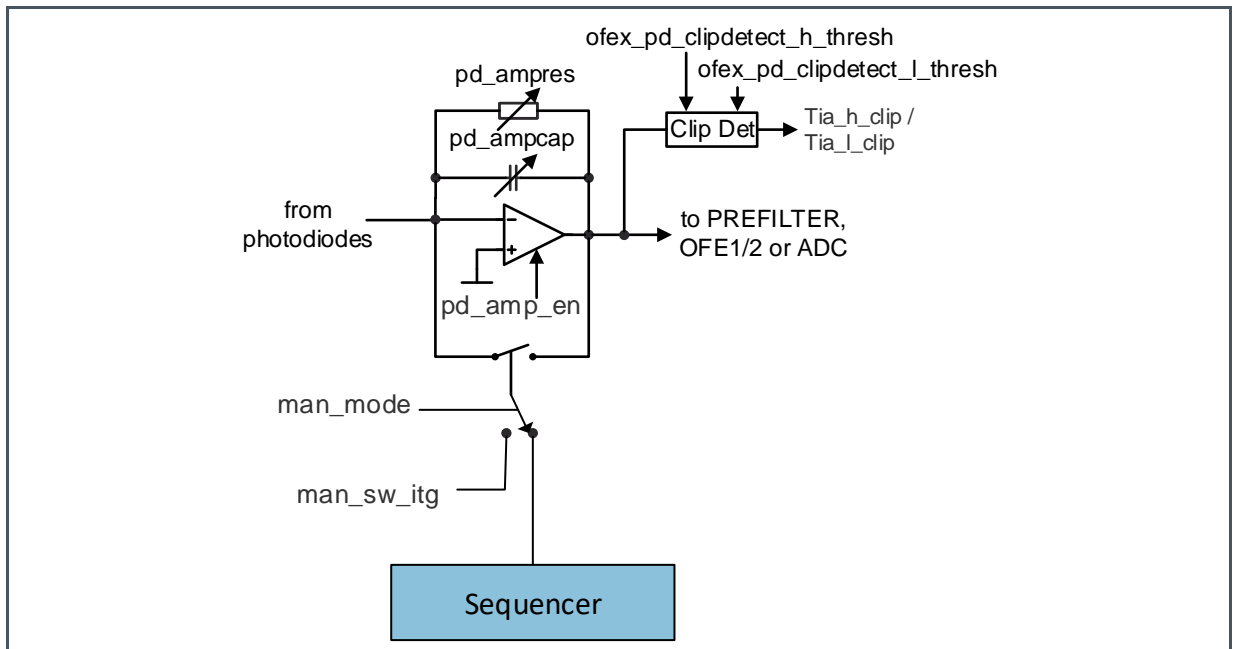 ofex_pd_clipdetect_h_thresh
ofex_pd_clipdetect_l_thresh
pd_ampres
Clip Det
Tia_h_clip /
Tia_l_clip
pd_ampcap
from
photodiodes
to PREFILTER,
OFE1/2 or ADC
pd_amp_en
man_mode
man_sw_itg
Sequencer